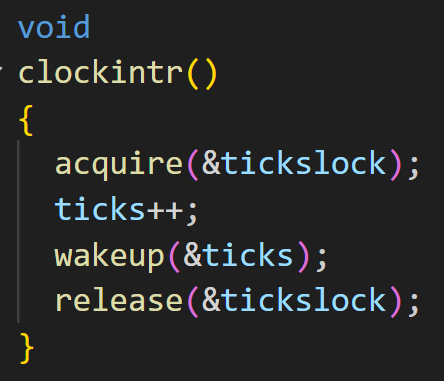 void
clockintr()
{
  acquire(&tickslock);
  ticks++;
  wakeup(&ticks);
  release(&tickslock);
}